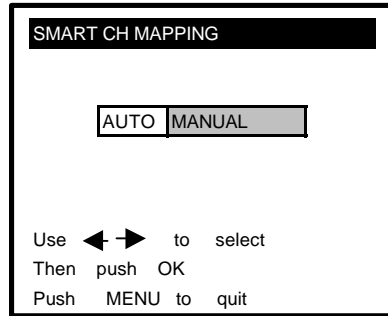 SMART CH MAPPING
AUTO MANUAL
Use ◀ ▶ to select
Then push OK
Push MENU to quit